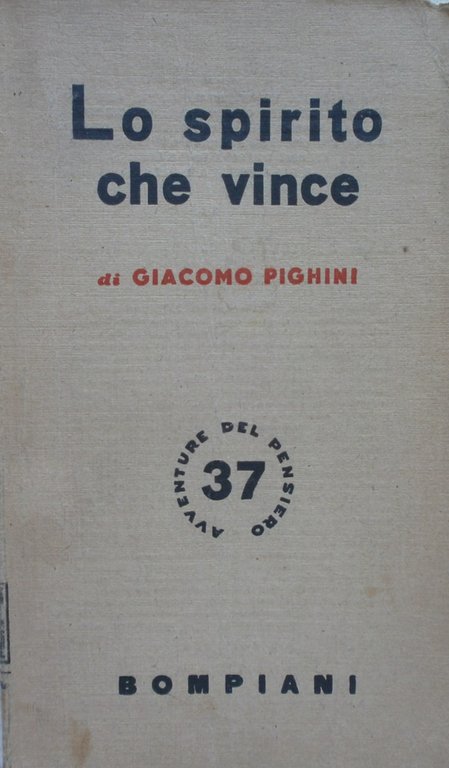 Lo spirito
che vince
di GIACOMO PIGHINI
AVVENTURE DEL PENSIERO
37
BOMPIANI